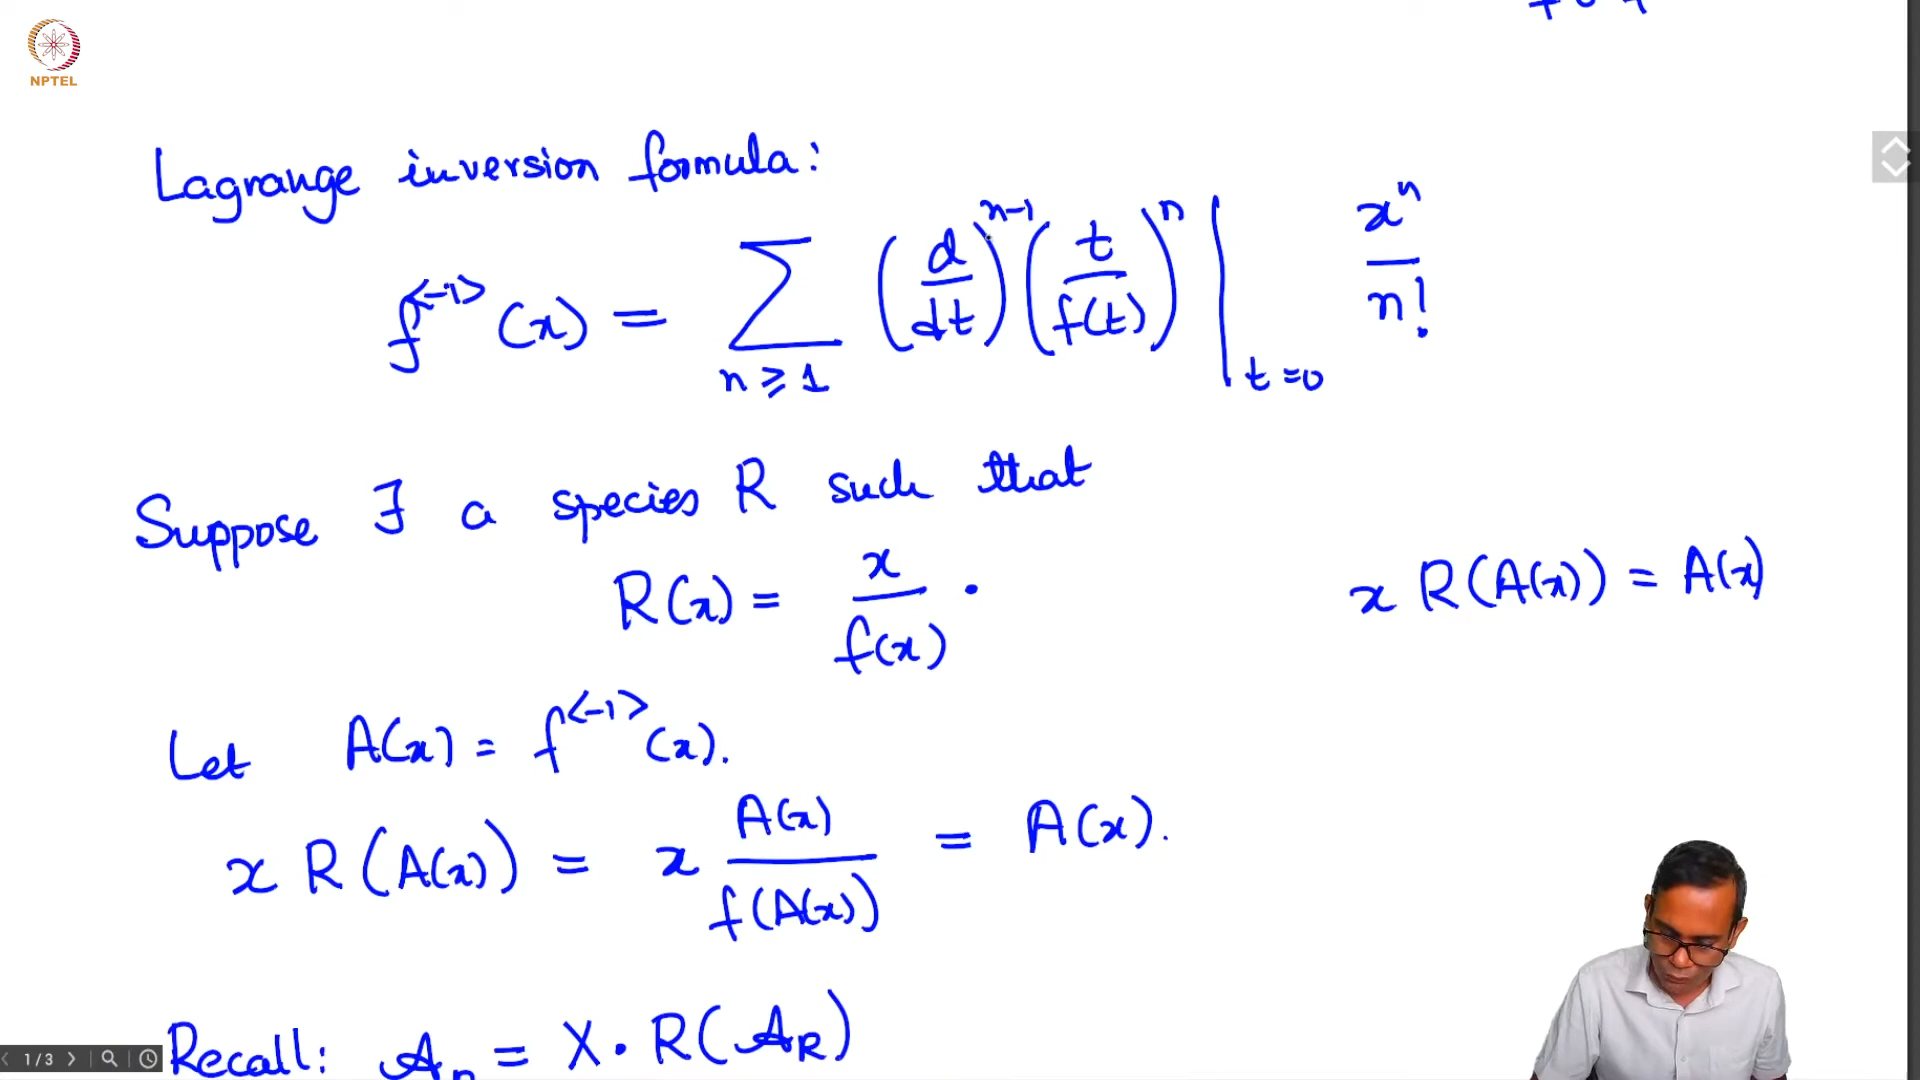 NPTEL
Lagrange inversion formula:
f^{<-1>}(x) = \sum_{n \geq 1} (d/dt)^{n-1} (t/f(t))^n |_{t=0} x^n/n!
Suppose ∃ a species R such that
R(x) = x/f(x) .
x R(A(x)) = A(x)
Let A(x) = f^{<-1>}(x).
x R(A(x)) = x A(x)/f(A(x)) = A(x).
Recall: 𝒜_R = X · R(𝒜_R)
1/3